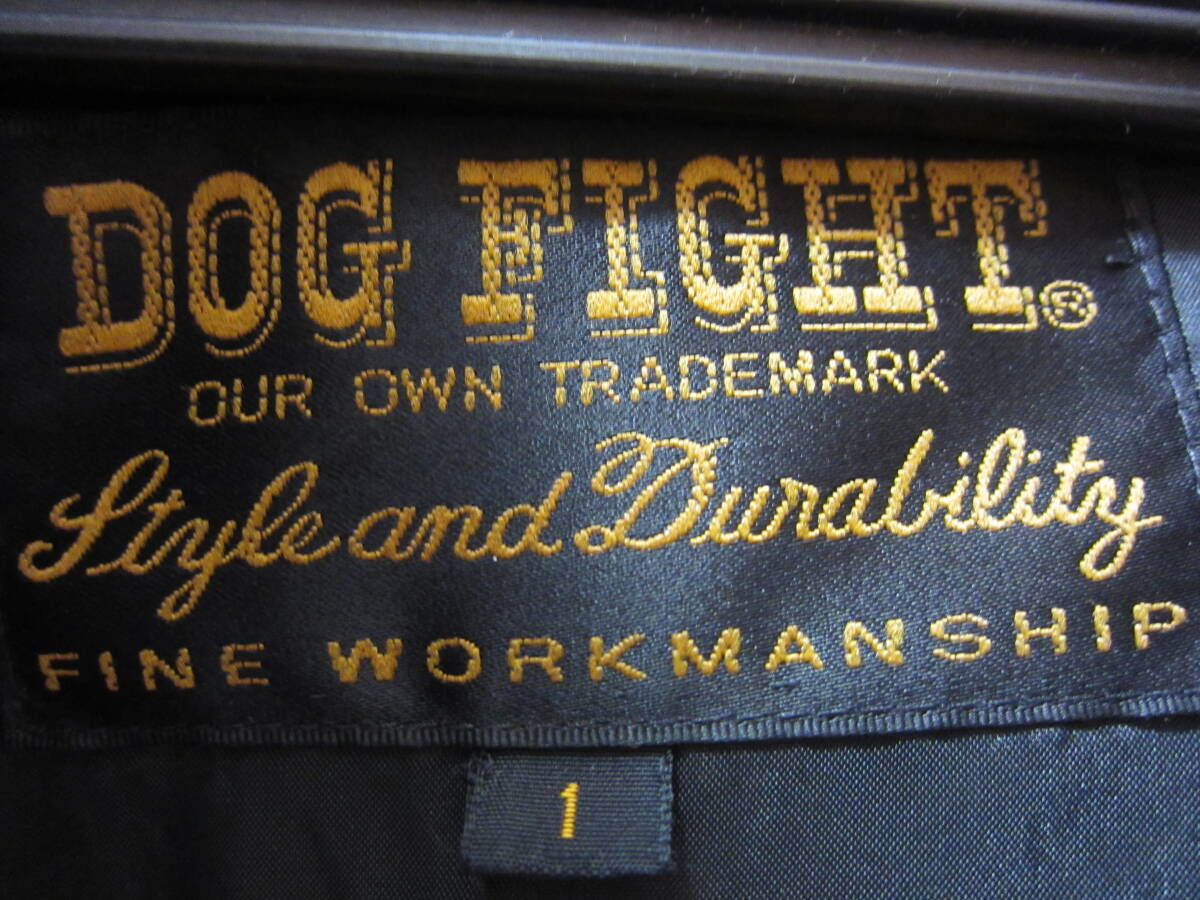 DOG FIGHT®
OUR OWN TRADEMARK
Style and Durability
FINE WORKMANSHIP
1